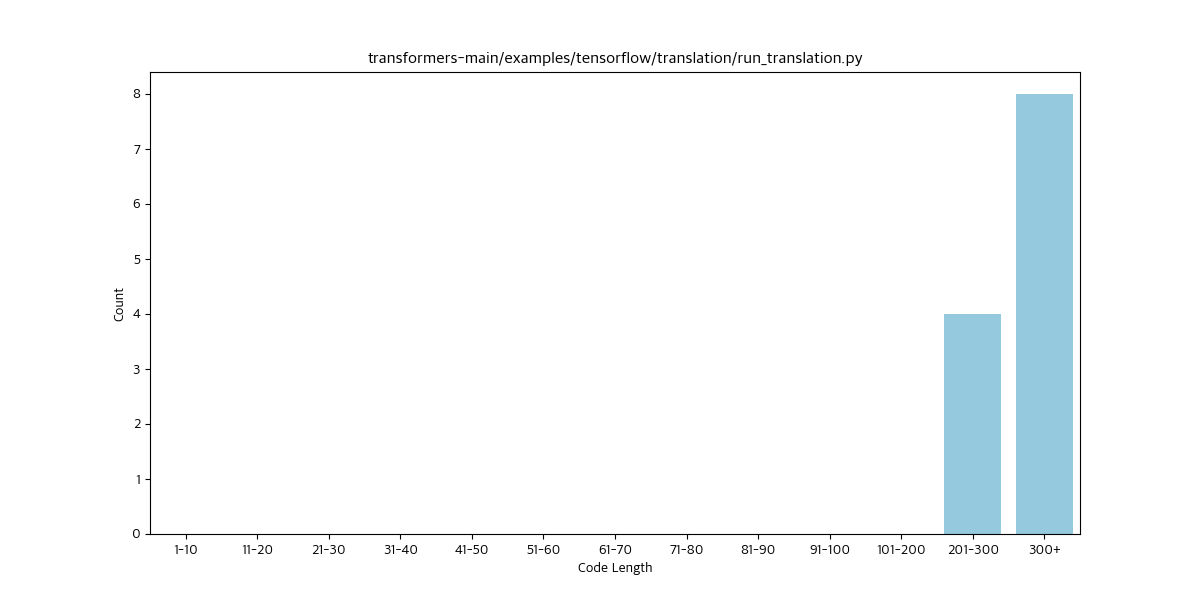 transformers-main/examples/tensorflow/translation/run_translation.py
8
7
6
5
4
3
2
1
0
Count
1-10 11-20 21-30 31-40 41-50 51-60 61-70 71-80 81-90 91-100 101-200 201-300 300+
Code Length